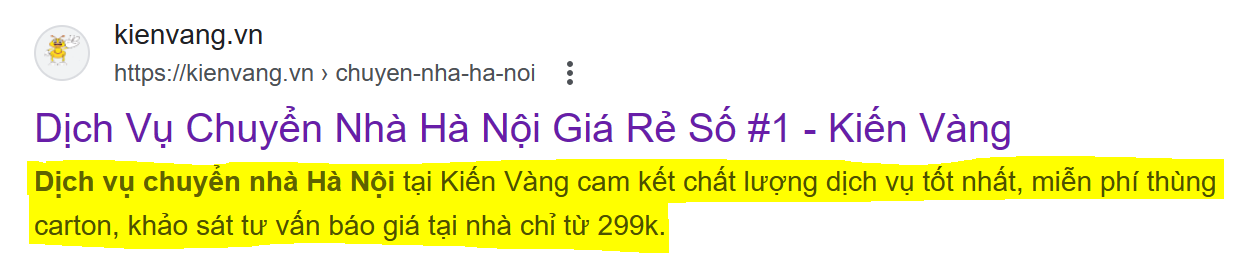 kienvang.vn
https://kienvang.vn › chuyen-nha-ha-noi
Dịch Vụ Chuyển Nhà Hà Nội Giá Rẻ Số #1 - Kiến Vàng
Dịch vụ chuyển nhà Hà Nội tại Kiến Vàng cam kết chất lượng dịch vụ tốt nhất, miễn phí thùng
carton, khảo sát tư vấn báo giá tại nhà chỉ từ 299k.